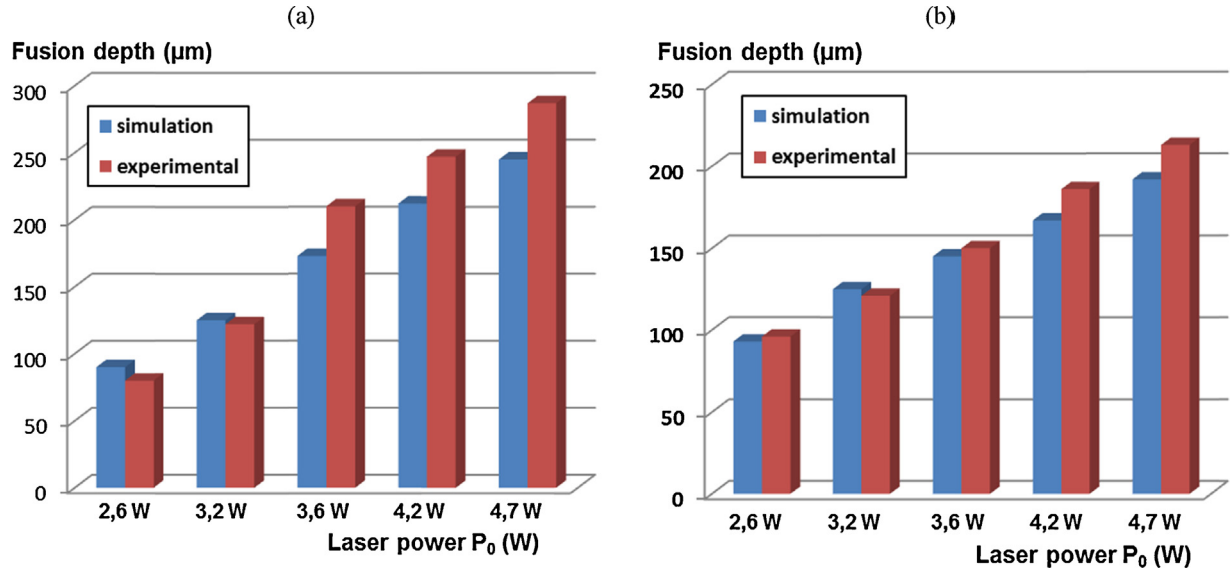 (a)
Fusion depth (µm)
300
250
200
150
100
50
0
simulation
experimental
2,6 W 3,2 W 3,6 W 4,2 W 4,7 W
Laser power P₀ (W)
(b)
Fusion depth (µm)
250
200
150
100
50
0
simulation
experimental
2,6 W 3,2 W 3,6 W 4,2 W 4,7 W
Laser power P₀ (W)